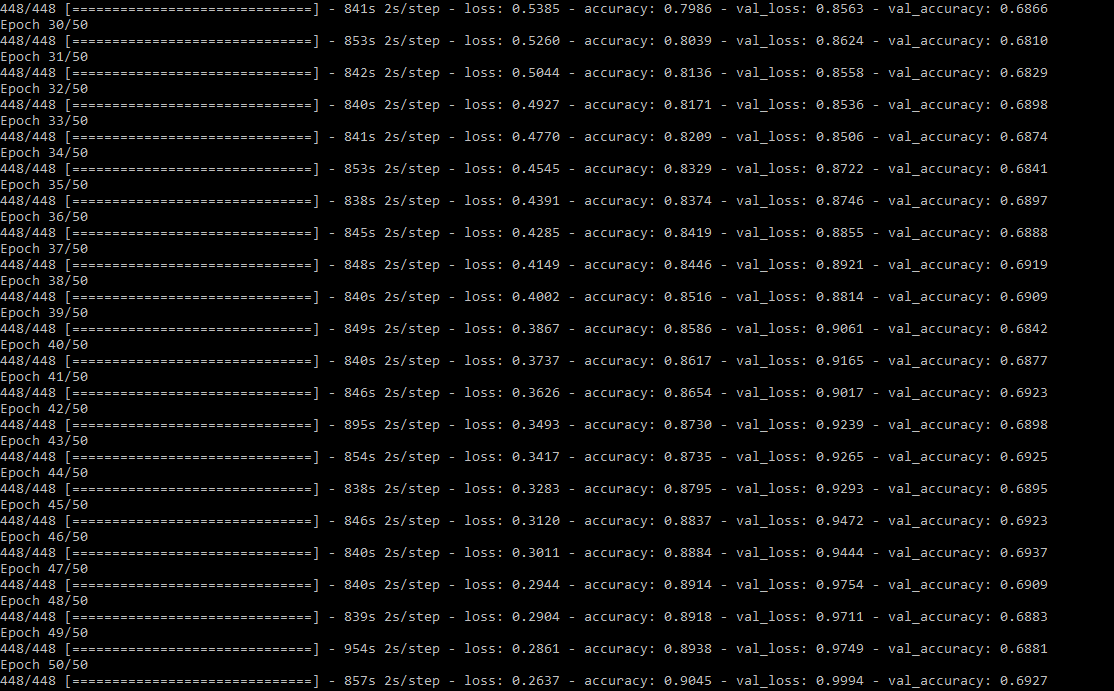 448/448 [==============================] - 841s 2s/step - loss: 0.5385 - accuracy: 0.7986 - val_loss: 0.8563 - val_accuracy: 0.6866
Epoch 30/50
448/448 [==============================] - 853s 2s/step - loss: 0.5260 - accuracy: 0.8039 - val_loss: 0.8624 - val_accuracy: 0.6810
Epoch 31/50
448/448 [==============================] - 842s 2s/step - loss: 0.5044 - accuracy: 0.8136 - val_loss: 0.8558 - val_accuracy: 0.6829
Epoch 32/50
448/448 [==============================] - 840s 2s/step - loss: 0.4927 - accuracy: 0.8171 - val_loss: 0.8536 - val_accuracy: 0.6898
Epoch 33/50
448/448 [==============================] - 841s 2s/step - loss: 0.4770 - accuracy: 0.8209 - val_loss: 0.8506 - val_accuracy: 0.6874
Epoch 34/50
448/448 [==============================] - 853s 2s/step - loss: 0.4545 - accuracy: 0.8329 - val_loss: 0.8722 - val_accuracy: 0.6841
Epoch 35/50
448/448 [==============================] - 838s 2s/step - loss: 0.4391 - accuracy: 0.8374 - val_loss: 0.8746 - val_accuracy: 0.6897
Epoch 36/50
448/448 [==============================] - 845s 2s/step - loss: 0.4285 - accuracy: 0.8419 - val_loss: 0.8855 - val_accuracy: 0.6888
Epoch 37/50
448/448 [==============================] - 848s 2s/step - loss: 0.4149 - accuracy: 0.8446 - val_loss: 0.8921 - val_accuracy: 0.6919
Epoch 38/50
448/448 [==============================] - 840s 2s/step - loss: 0.4002 - accuracy: 0.8516 - val_loss: 0.8814 - val_accuracy: 0.6909
Epoch 39/50
448/448 [==============================] - 849s 2s/step - loss: 0.3867 - accuracy: 0.8586 - val_loss: 0.9061 - val_accuracy: 0.6842
Epoch 40/50
448/448 [==============================] - 840s 2s/step - loss: 0.3737 - accuracy: 0.8617 - val_loss: 0.9165 - val_accuracy: 0.6877
Epoch 41/50
448/448 [==============================] - 846s 2s/step - loss: 0.3626 - accuracy: 0.8654 - val_loss: 0.9017 - val_accuracy: 0.6923
Epoch 42/50
448/448 [==============================] - 895s 2s/step - loss: 0.3493 - accuracy: 0.8730 - val_loss: 0.9239 - val_accuracy: 0.6898
Epoch 43/50
448/448 [==============================] - 854s 2s/step - loss: 0.3417 - accuracy: 0.8735 - val_loss: 0.9265 - val_accuracy: 0.6925
Epoch 44/50
448/448 [==============================] - 838s 2s/step - loss: 0.3283 - accuracy: 0.8795 - val_loss: 0.9293 - val_accuracy: 0.6895
Epoch 45/50
448/448 [==============================] - 846s 2s/step - loss: 0.3120 - accuracy: 0.8837 - val_loss: 0.9472 - val_accuracy: 0.6923
Epoch 46/50
448/448 [==============================] - 840s 2s/step - loss: 0.3011 - accuracy: 0.8884 - val_loss: 0.9444 - val_accuracy: 0.6937
Epoch 47/50
448/448 [==============================] - 840s 2s/step - loss: 0.2944 - accuracy: 0.8914 - val_loss: 0.9754 - val_accuracy: 0.6909
Epoch 48/50
448/448 [==============================] - 839s 2s/step - loss: 0.2904 - accuracy: 0.8918 - val_loss: 0.9711 - val_accuracy: 0.6883
Epoch 49/50
448/448 [==============================] - 954s 2s/step - loss: 0.2861 - accuracy: 0.8938 - val_loss: 0.9749 - val_accuracy: 0.6881
Epoch 50/50
448/448 [==============================] - 857s 2s/step - loss: 0.2637 - accuracy: 0.9045 - val_loss: 0.9994 - val_accuracy: 0.6927